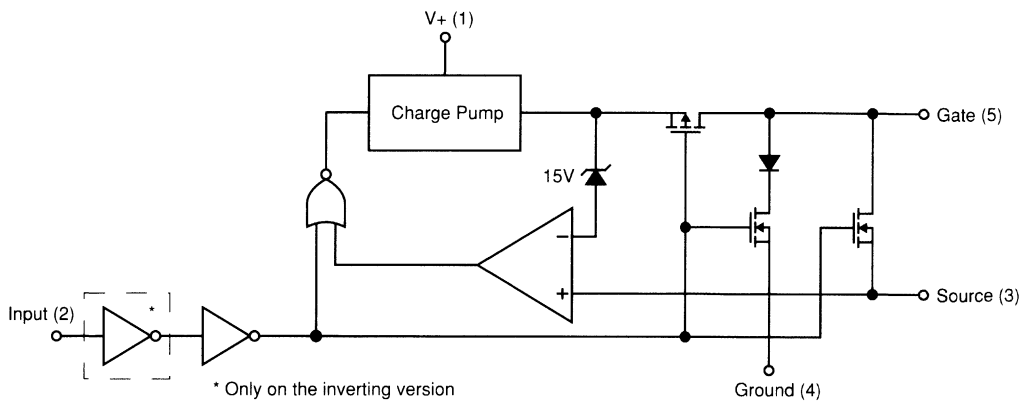 V+ (1)
Charge Pump
Gate (5)
15V
−
+
Source (3)
Input (2)
*
* Only on the inverting version
Ground (4)